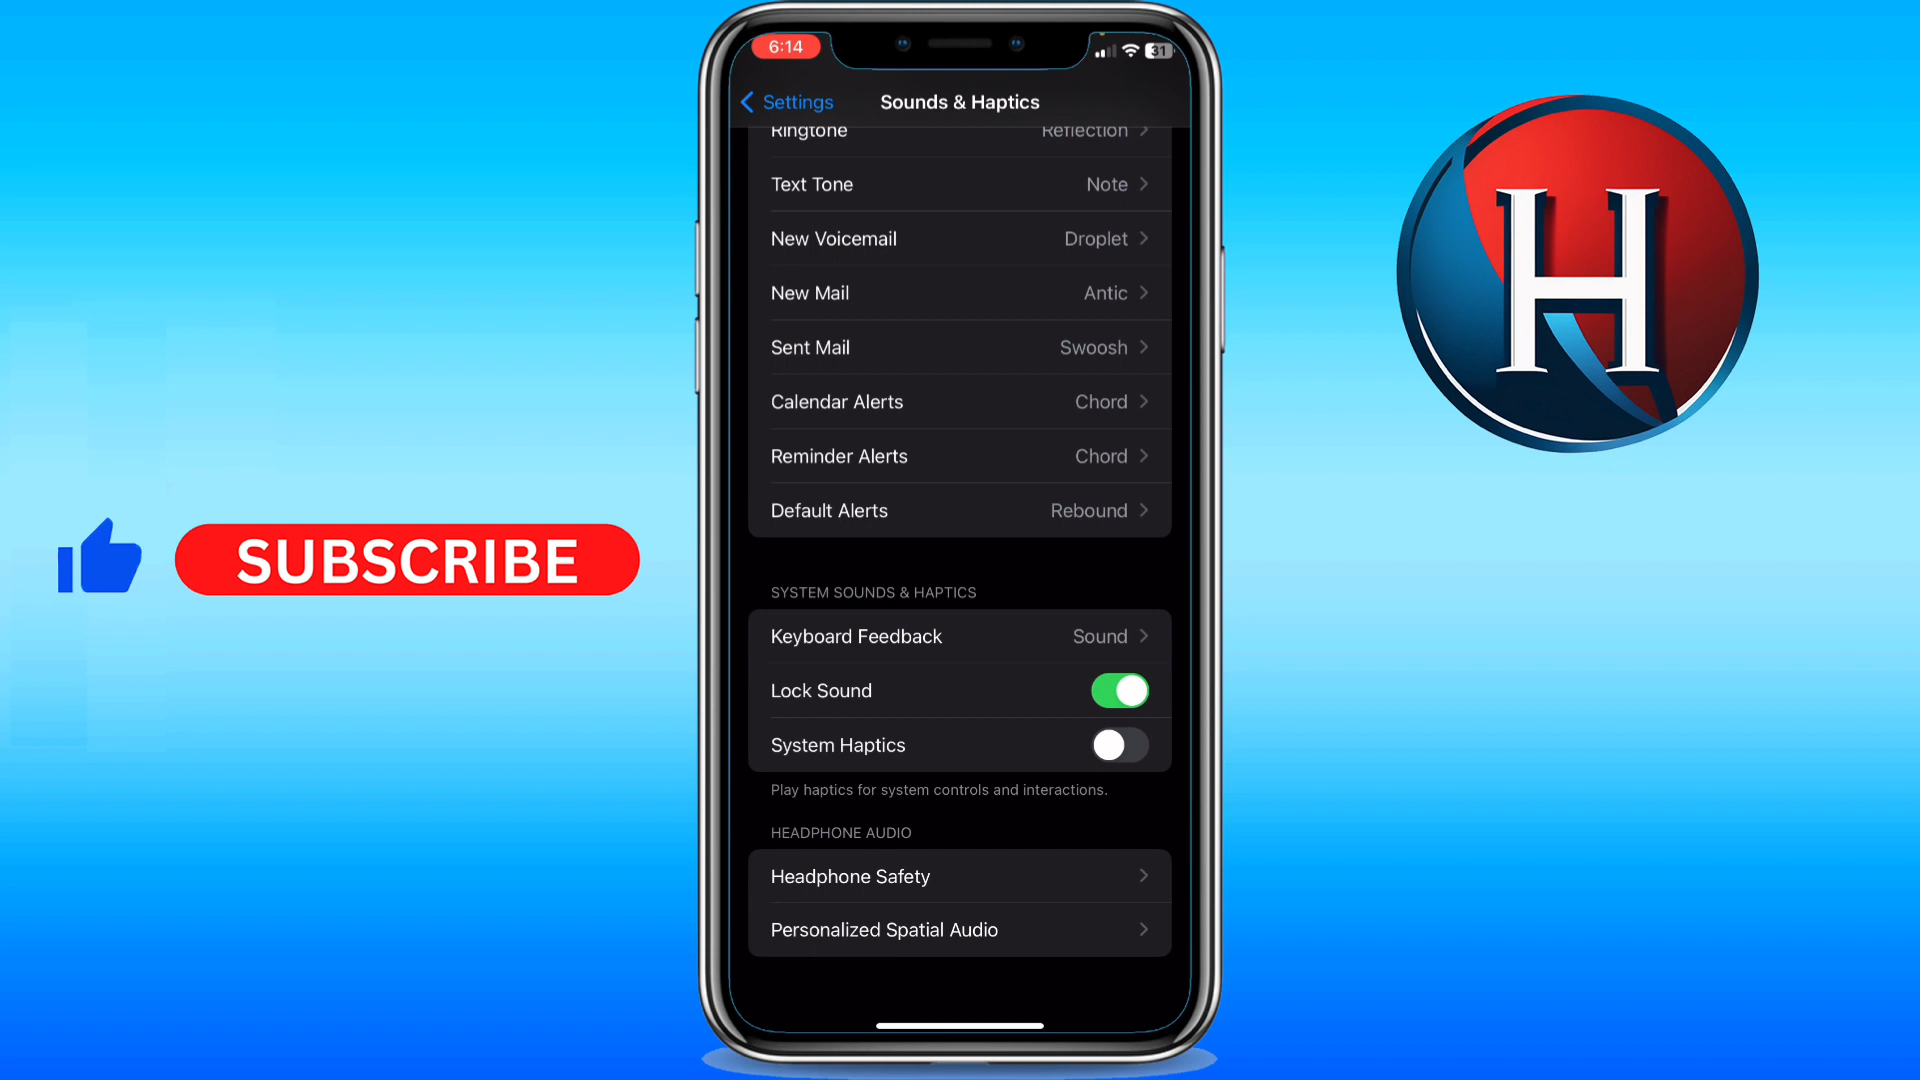 6:14
31
Settings
Sounds & Haptics
Ringtone Reflection
Text Tone Note
New Voicemail Droplet
New Mail Antic
Sent Mail Swoosh
Calendar Alerts Chord
Reminder Alerts Chord
Default Alerts Rebound
SYSTEM SOUNDS & HAPTICS
Keyboard Feedback Sound
Lock Sound
System Haptics
Play haptics for system controls and interactions.
HEADPHONE AUDIO
Headphone Safety
Personalized Spatial Audio
SUBSCRIBE
H